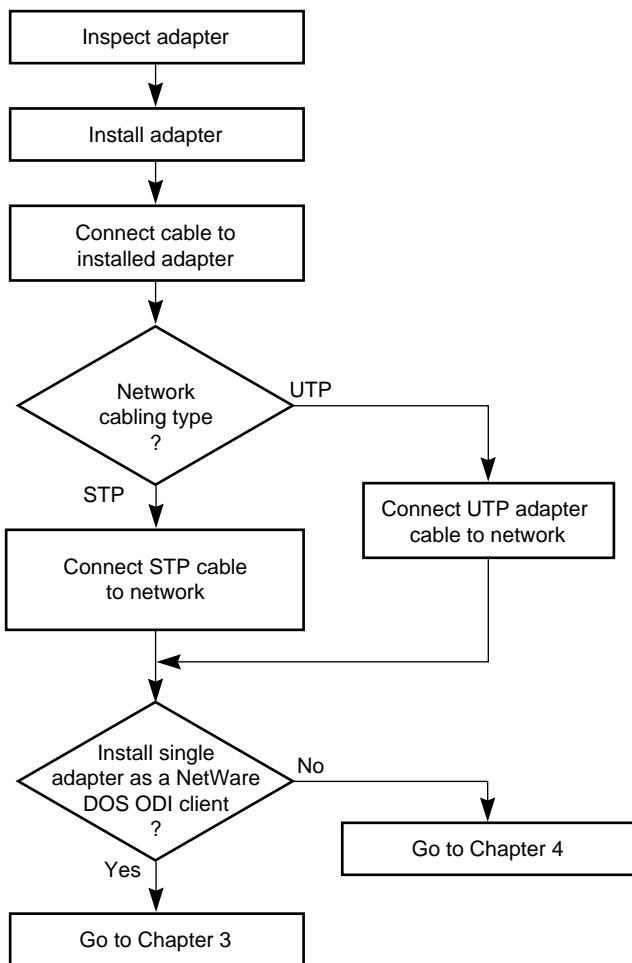 Inspect adapter
Install adapter
Connect cable to
installed adapter
Network
cabling type
?
UTP
STP
Connect UTP adapter
cable to network
Connect STP cable
to network
Install single
adapter as a NetWare
DOS ODI client
?
No
Yes
Go to Chapter 4
Go to Chapter 3